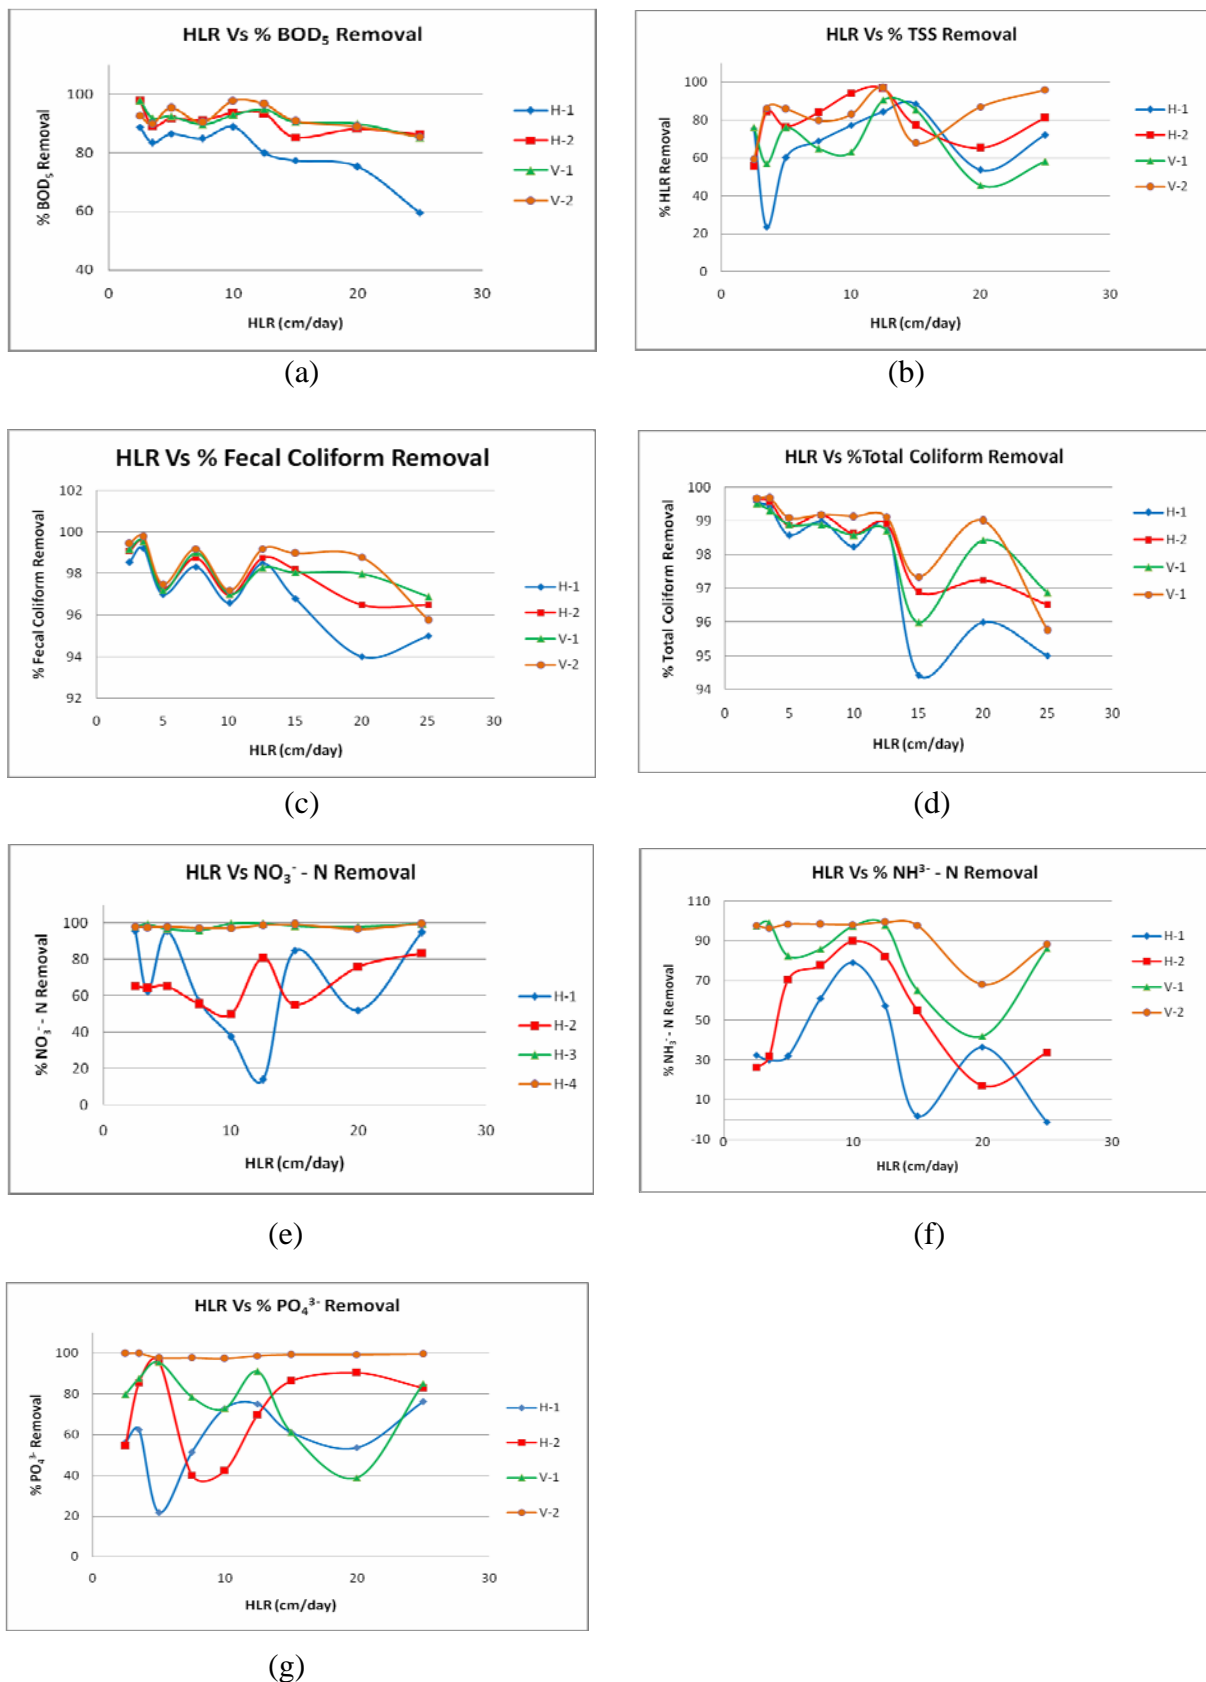 HLR Vs % BOD₅ Removal
% BOD₅ Removal
100
80
60
40
0
10
20
30
HLR (cm/day)
H-1
H-2
V-1
V-2
(a)
HLR Vs % TSS Removal
% HLR Removal
100
80
60
40
20
0
0
10
20
30
HLR (cm/day)
H-1
H-2
V-1
V-2
(b)
HLR Vs % Fecal Coliform Removal
% Fecal Coliform Removal
102
100
98
96
94
92
0
5
10
15
20
25
30
HLR (cm/day)
H-1
H-2
V-1
V-2
(c)
HLR Vs %Total Coliform Removal
% Total Coliform Removal
100
99
98
97
96
95
94
0
5
10
15
20
25
30
HLR (cm/day)
H-1
H-2
V-1
V-1
(d)
HLR Vs NO₃⁻ - N Removal
% NO₃⁻ - N Removal
100
80
60
40
20
0
0
10
20
30
HLR (cm/day)
H-1
H-2
H-3
H-4
(e)
HLR Vs % NH³⁻ - N Removal
% NH₃⁻ - N Removal
110
90
70
50
30
10
-10
0
10
20
30
HLR (cm/day)
H-1
H-2
V-1
V-2
(f)
HLR Vs % PO₄³⁻ Removal
% PO₄³⁻ Removal
100
80
60
40
20
0
0
10
20
30
HLR (cm/day)
H-1
H-2
V-1
V-2
(g)